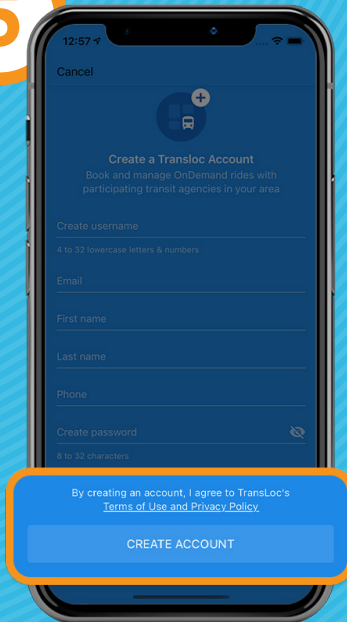 12:57
Cancel
Create a Transloc Account
Book and manage OnDemand rides with
participating transit agencies in your area
Create username
4 to 32 lowercase letters & numbers
Email
First name
Last name
Phone
Create password
8 to 32 characters
By creating an account, I agree to TransLoc's
Terms of Use and Privacy Policy
CREATE ACCOUNT